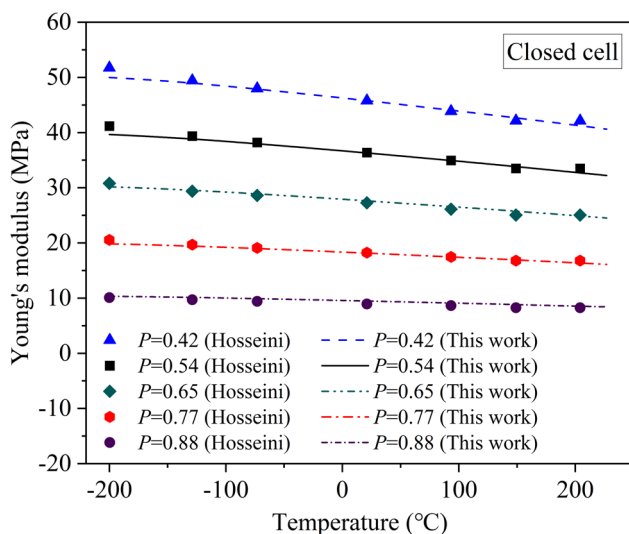 60
50
40
30
20
10
0
-10
-20
Young's modulus (MPa)
Closed cell
P=0.42 (Hosseini)
P=0.54 (Hosseini)
P=0.65 (Hosseini)
P=0.77 (Hosseini)
P=0.88 (Hosseini)
P=0.42 (This work)
P=0.54 (This work)
P=0.65 (This work)
P=0.77 (This work)
P=0.88 (This work)
-200 -100 0 100 200
Temperature (℃)